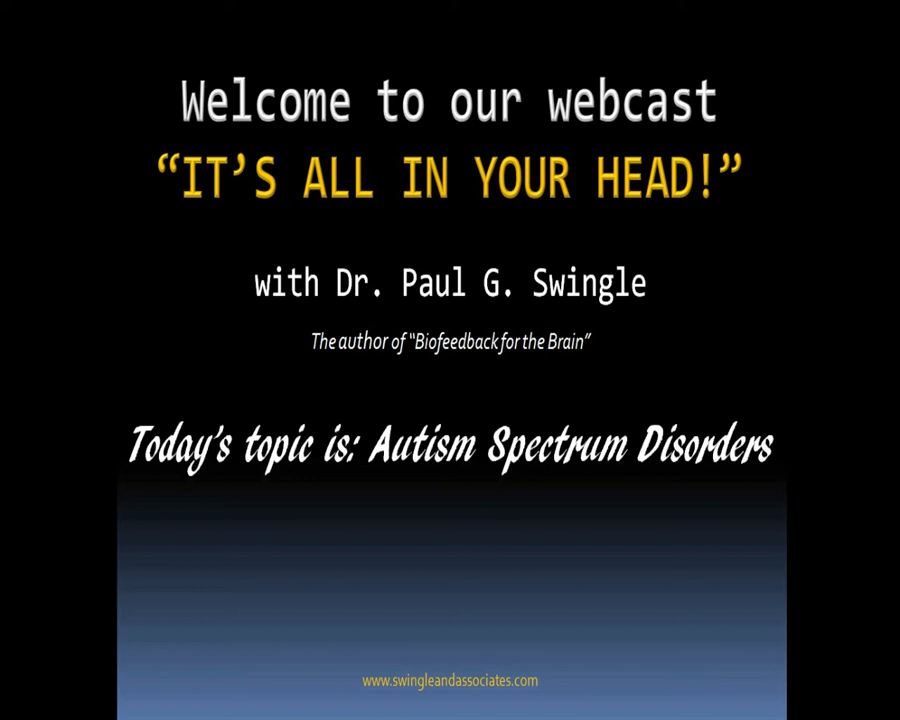 Welcome to our webcast
“IT’S ALL IN YOUR HEAD!”
with Dr. Paul G. Swingle
The author of “Biofeedback for the Brain”
Today's topic is: Autism Spectrum Disorders
www.swingleandassociates.com